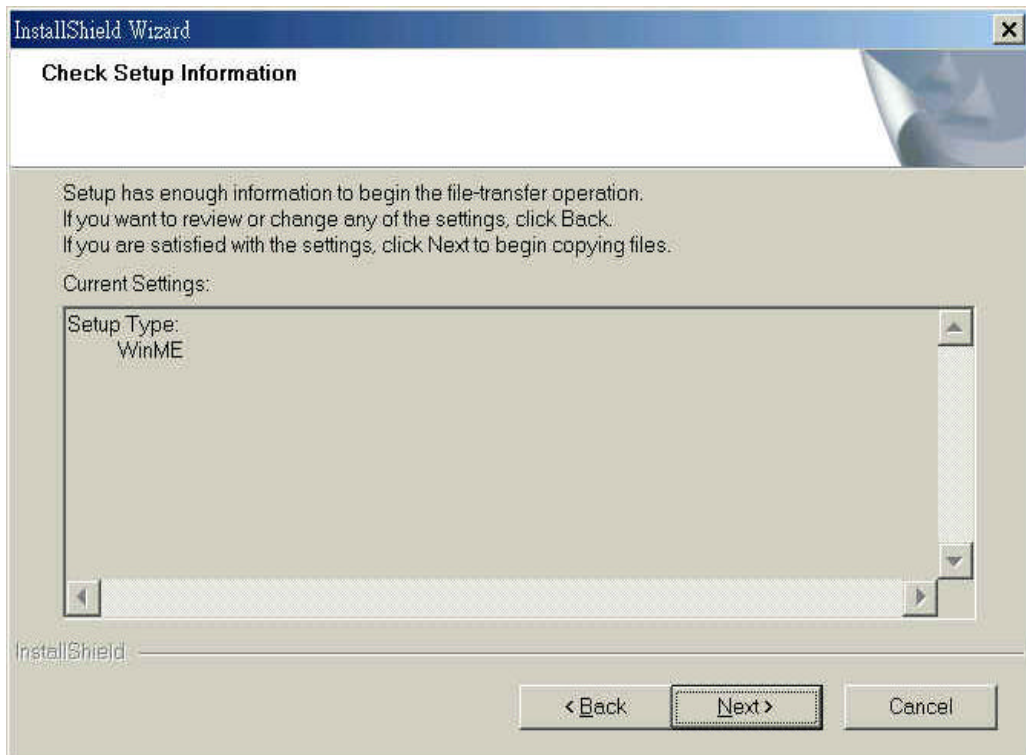 InstallShield Wizard
Check Setup Information
Setup has enough information to begin the file-transfer operation.
If you want to review or change any of the settings, click Back.
If you are satisfied with the settings, click Next to begin copying files.
Current Settings:
Setup Type:
WinME
InstallShield
< Back
Next >
Cancel